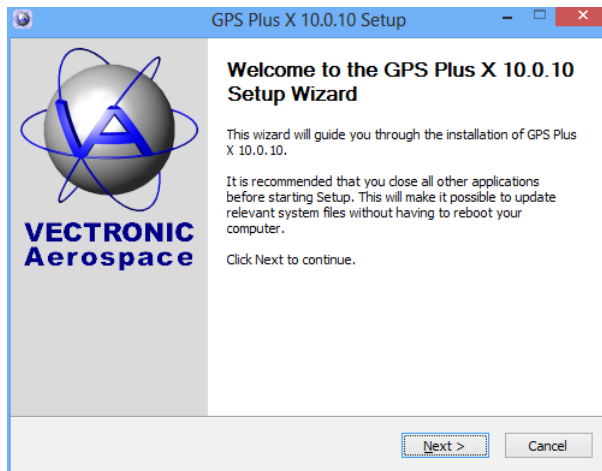 GPS Plus X 10.0.10 Setup
VA
VECTRONIC
Aerospace
Welcome to the GPS Plus X 10.0.10
Setup Wizard
This wizard will guide you through the installation of GPS Plus
X 10.0.10.
It is recommended that you close all other applications
before starting Setup. This will make it possible to update
relevant system files without having to reboot your
computer.
Click Next to continue.
Next >
Cancel